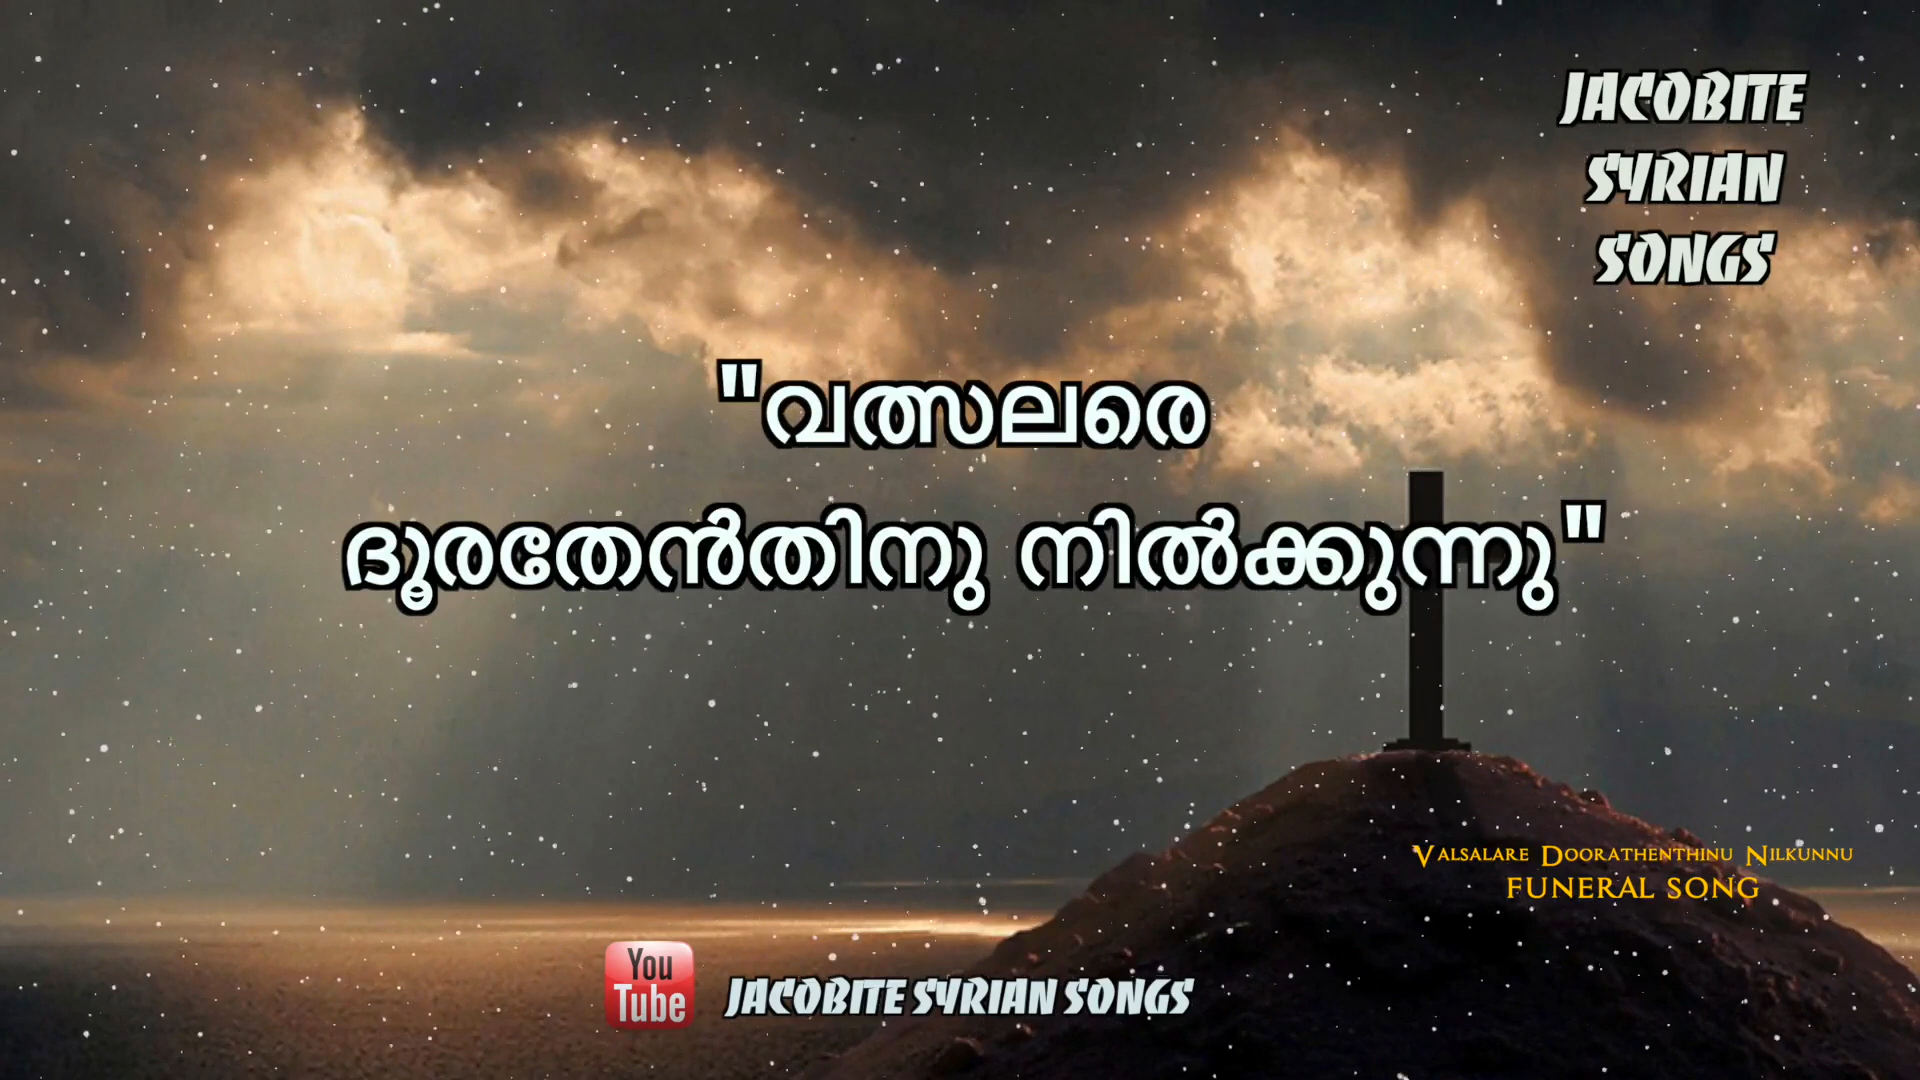 JACOBITE
SYRIAN
SONGS
"വത്സലരെ
ദൂരതേൻതിനു നിൽക്കുന്നു"
VALSALARE DOORATHENTHINU NILKUNNU
FUNERAL SONG
You
Tube
JACOBITE SYRIAN SONGS